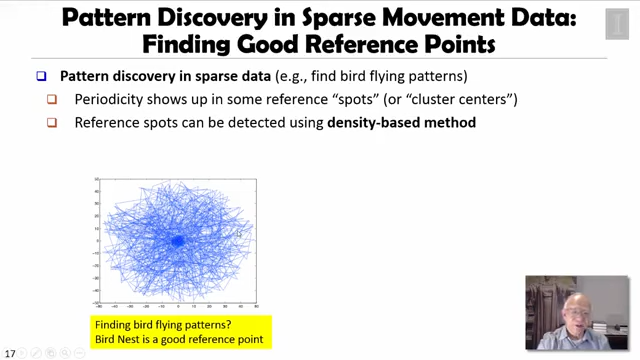 Pattern Discovery in Sparse Movement Data:
Finding Good Reference Points
Pattern discovery in sparse data (e.g., find bird flying patterns)
Periodicity shows up in some reference “spots” (or “cluster centers”)
Reference spots can be detected using density-based method
Finding bird flying patterns?
Bird Nest is a good reference point
17